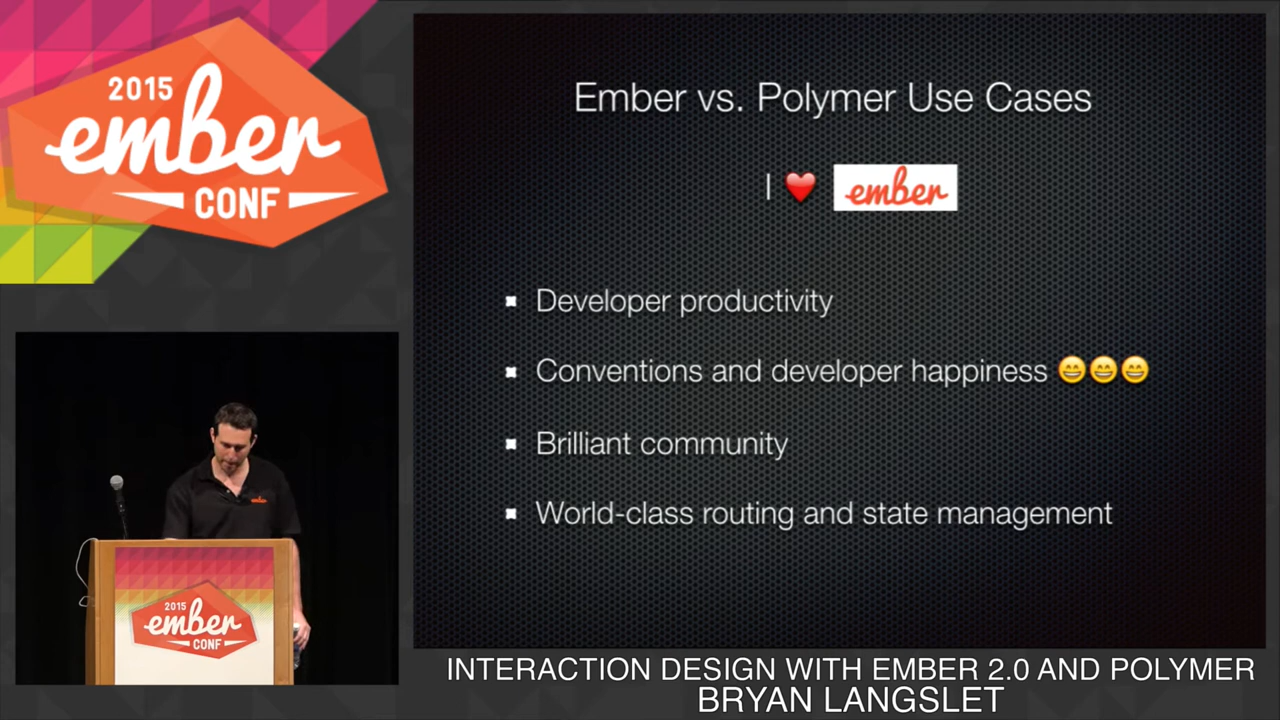 2015
ember
CONF
Ember vs. Polymer Use Cases
I ❤️ ember
Developer productivity
Conventions and developer happiness 😄😄😄
Brilliant community
World-class routing and state management
ember
2015
ember
CONF
INTERACTION DESIGN WITH EMBER 2.0 AND POLYMER
BRYAN LANGSLET